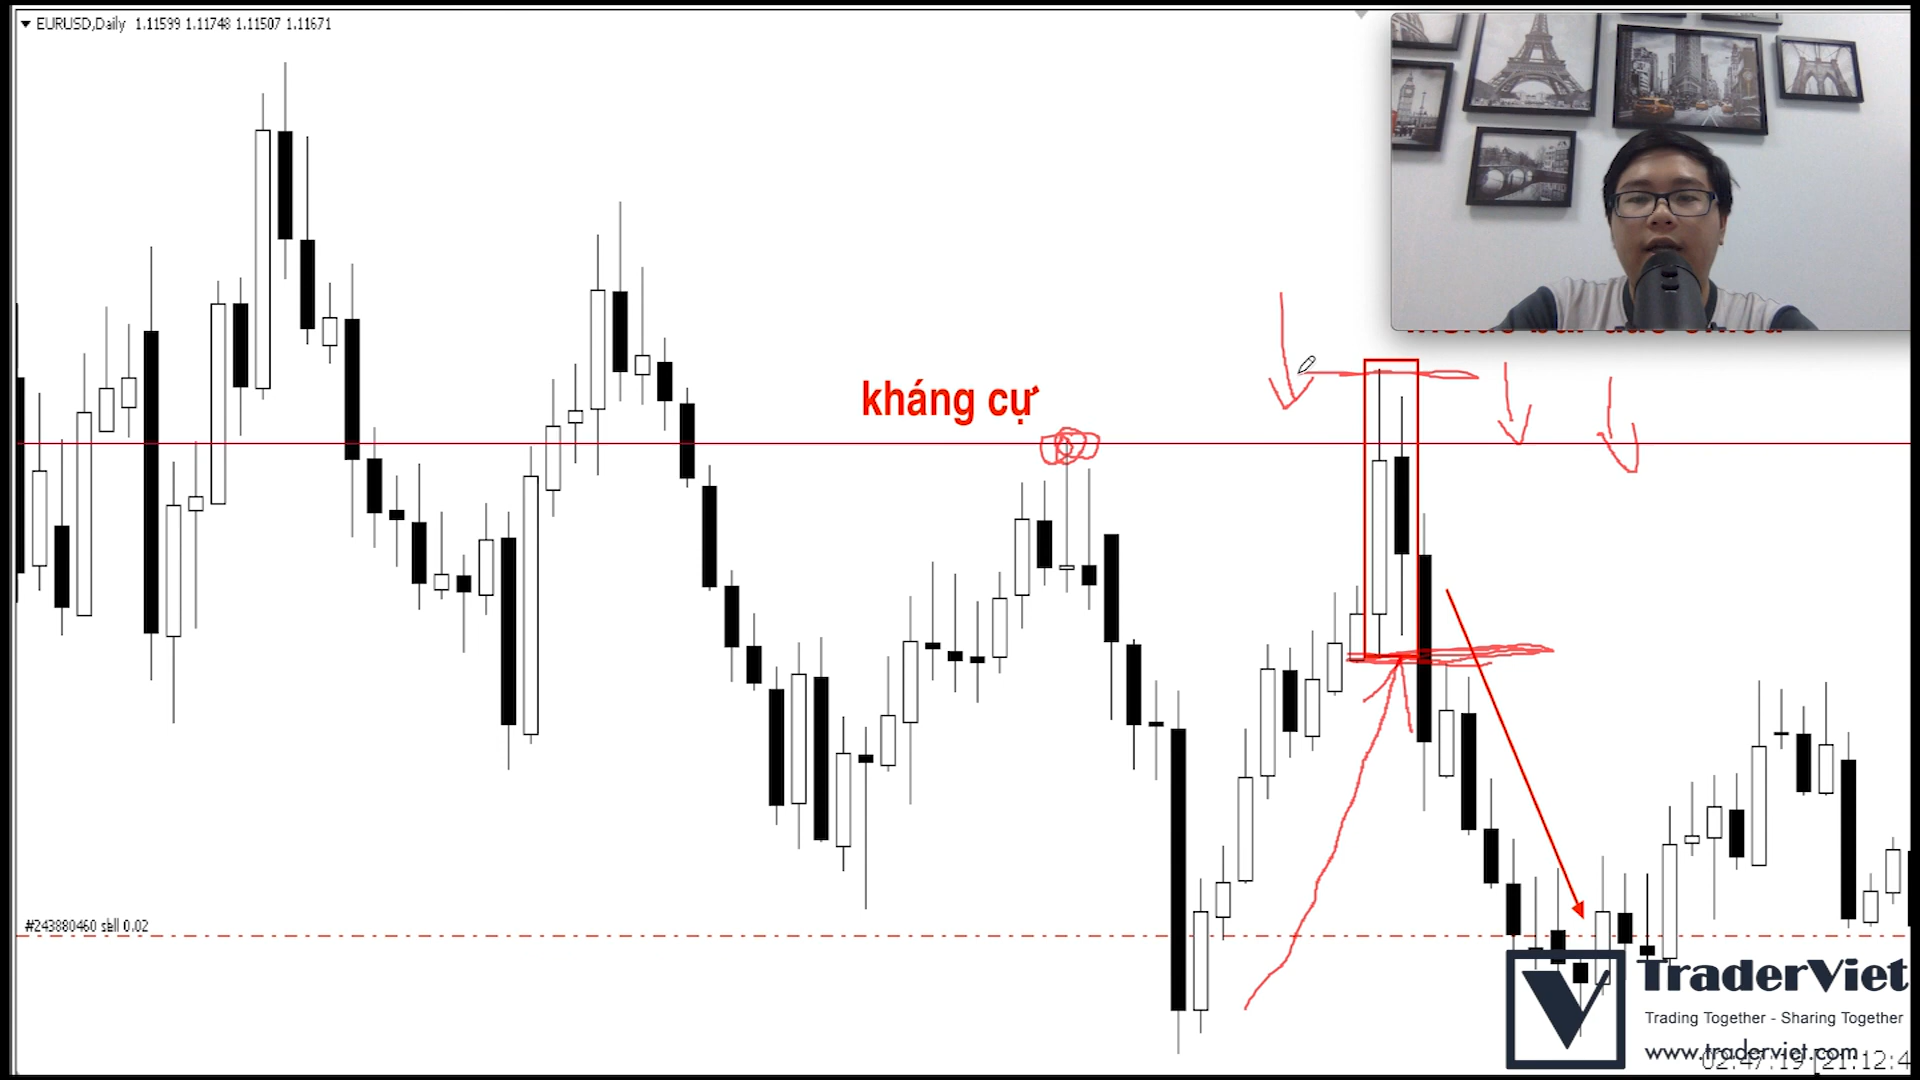 EURUSD,Daily 1.11599 1.11748 1.11507 1.11671
kháng cự
#243880460 sell 0.02
TraderViet
Trading Together - Sharing Together
www.traderviet.com